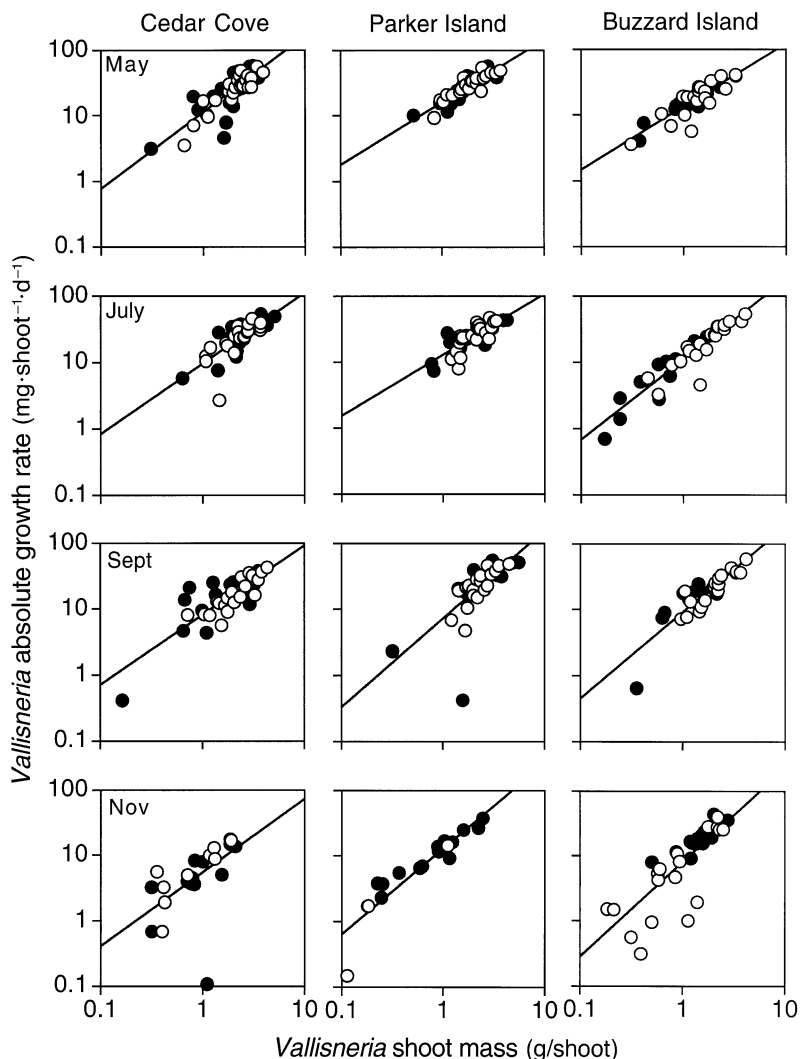 Cedar Cove Parker Island Buzzard Island
100 May
10
1
0.1
100 July
10
1
0.1
100 Sept
10
1
0.1
100 Nov
10
1
0.1
0.1 1 10 0.1 1 10 0.1 1 10
Vallisneria absolute growth rate (mg·shoot⁻¹·d⁻¹)
Vallisneria shoot mass (g/shoot)